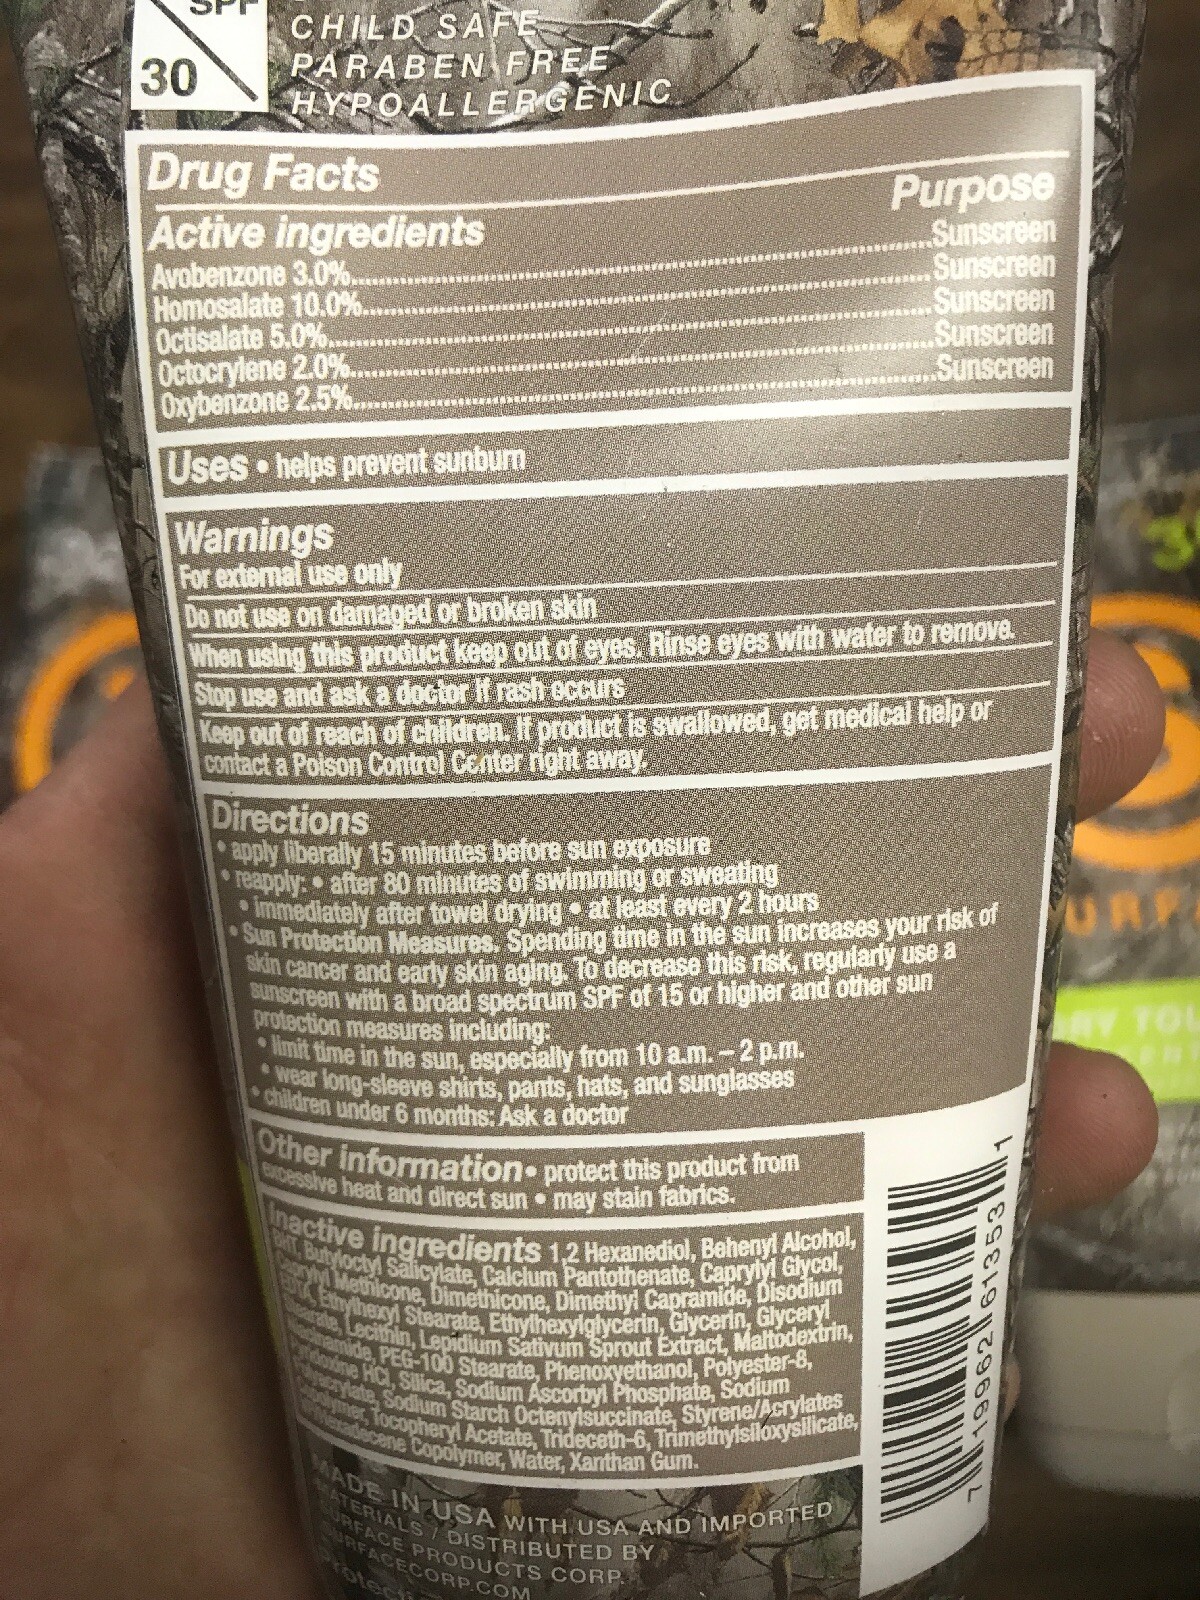 SPF
30
CHILD SAFE
PARABEN FREE
HYPOALLERGENIC
Drug Facts
Active ingredients Purpose
Avobenzone 3.0% Sunscreen
Homosalate 10.0% Sunscreen
Octisalate 5.0% Sunscreen
Octocrylene 2.0% Sunscreen
Oxybenzone 2.5% Sunscreen
Uses • helps prevent sunburn
Warnings
For external use only
Do not use on damaged or broken skin
When using this product keep out of eyes. Rinse eyes with water to remove.
Stop use and ask a doctor if rash occurs
Keep out of reach of children. If product is swallowed, get medical help or
contact a Poison Control Center right away.
Directions
• apply liberally 15 minutes before sun exposure
• reapply: • after 80 minutes of swimming or sweating
• immediately after towel drying • at least every 2 hours
• Sun Protection Measures. Spending time in the sun increases your risk of
skin cancer and early skin aging. To decrease this risk, regularly use a
sunscreen with a broad spectrum SPF of 15 or higher and other sun
protection measures including:
• limit time in the sun, especially from 10 a.m. – 2 p.m.
• wear long-sleeve shirts, pants, hats, and sunglasses
• children under 6 months: Ask a doctor
Other information • protect this product from
excessive heat and direct sun • may stain fabrics.
Inactive ingredients 1,2 Hexanediol, Behenyl Alcohol,
BHT, Butyloctyl Salicylate, Calcium Pantothenate, Caprylyl Glycol,
Caprylyl Methicone, Dimethicone, Dimethyl Capramide, Disodium
EDTA, Ethylhexyl Stearate, Ethylhexylglycerin, Glycerin, Glyceryl
Stearate, Lecithin, Lepidium Sativum Sprout Extract, Maltodextrin,
Niacinamide, PEG-100 Stearate, Phenoxyethanol, Polyester-8,
Pyridoxine HCl, Silica, Sodium Ascorbyl Phosphate, Sodium
Polyacrylate, Sodium Starch Octenylsuccinate, Styrene/Acrylates
Copolymer, Tocopheryl Acetate, Trideceth-6, Trimethylsiloxysilicate,
Copolymer, Water, Xanthan Gum.
7 19962 61353 1
MADE IN USA WITH USA AND IMPORTED
MATERIALS / DISTRIBUTED BY
SURFACE PRODUCTS CORP.
SURFACECORP.COM